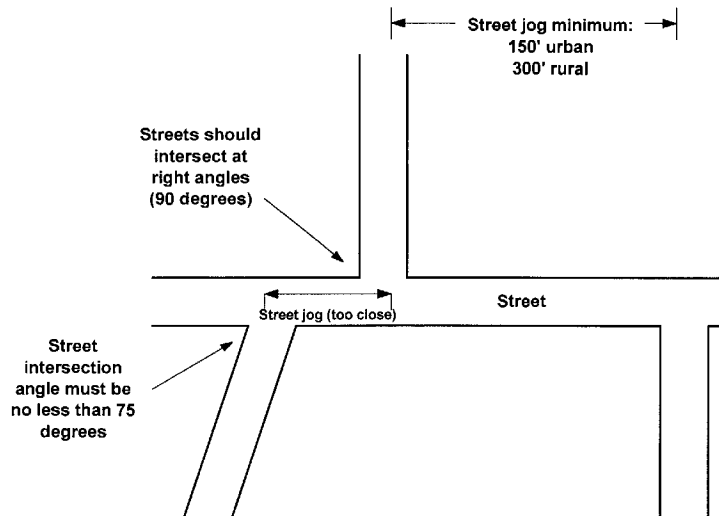 Street jog minimum:
150' urban
300' rural
Streets should
intersect at
right angles
(90 degrees)
Street jog (too close)
Street
Street
intersection
angle must be
no less than 75
degrees